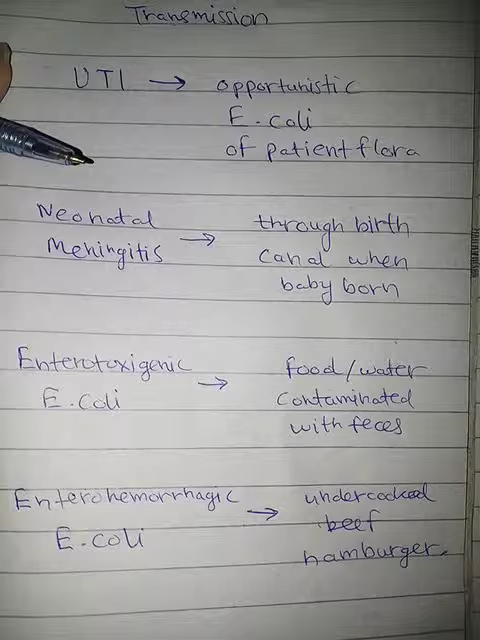 Transmission
UTI → opportunistic
E. coli
of patient flora
Neonatal Meningitis → through birth
canal when
baby born
Enterotoxigenic E. coli → food/water
contaminated
with feces
Enterohemorrhagic E. coli → undercooked
beef
hamburger.